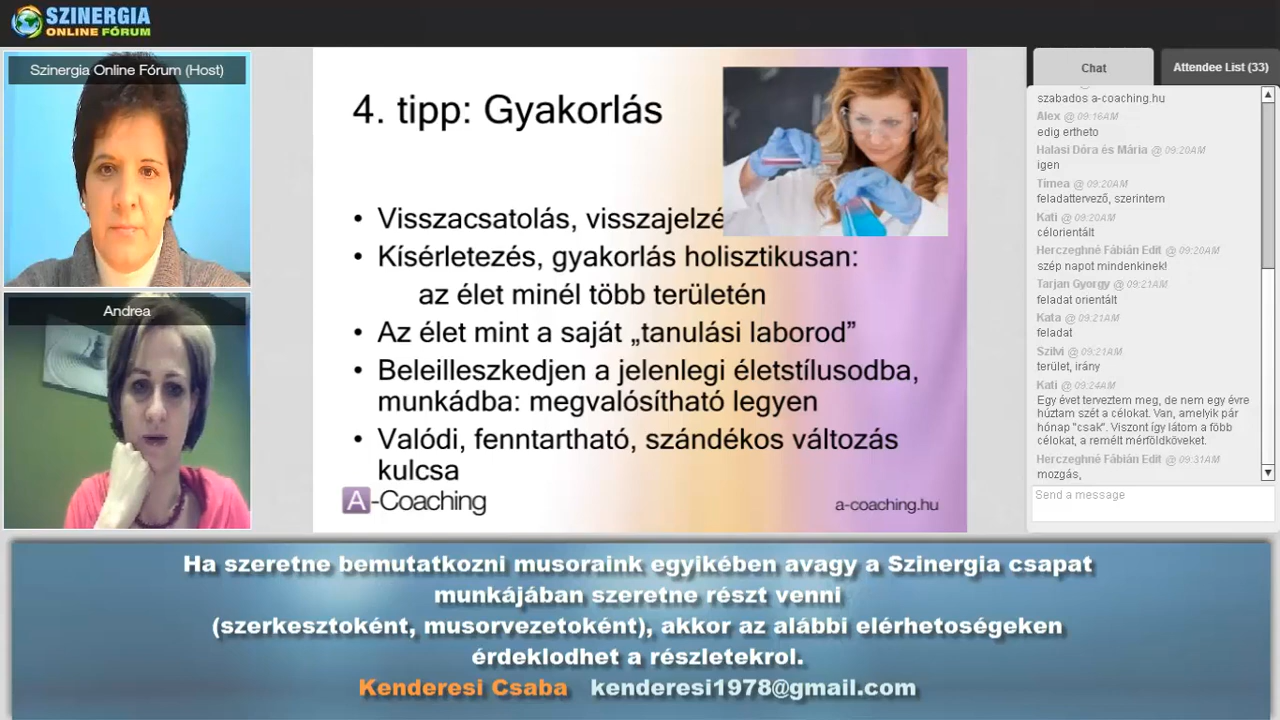 SZINERGIA
ONLINE FÓRUM
Szinergia Online Fórum (Host)
Andrea
4. tipp: Gyakorlás
• Visszacsatolás, visszajelzé
• Kísérletezés, gyakorlás holisztikusan:
az élet minél több területén
• Az élet mint a saját „tanulási laborod”
• Beleilleszkedjen a jelenlegi életstílusodba,
munkádba: megvalósítható legyen
• Valódi, fenntartható, szándékos változás
kulcsa
A-Coaching
a-coaching.hu
Chat
Attendee List (33)
szabados a-coaching.hu
Alex @ 09:16AM
edig ertheto
Halasi Dóra és Mária @ 09:20AM
igen
Tímea @ 09:20AM
feladattervező, szerintem
Kati @ 09:20AM
célorientált
Herczeghné Fábián Edit @ 09:20AM
szép napot mindenkinek!
Tarjan Gyorgy @ 09:21AM
feladat orientált
Kata @ 09:21AM
feladat
Szilvi @ 09:21AM
terület, irány
Kati @ 09:24AM
Egy évet terveztem meg, de nem egy évre
húztam szét a célokat. Van, amelyik pár
hónap "csak". Viszont így látom a föbb
célokat, a remélt mérföldköveket.
Herczeghné Fábián Edit @ 09:31AM
mozgás,
Send a message
Ha szeretne bemutatkozni musoraink egyikében avagy a Szinergia csapat
munkájában szeretne részt venni
(szerkesztoként, musorvezetoként), akkor az alábbi elérhetoségeken
érdeklodhet a részletekrol.
Kenderesi Csaba kenderesi1978@gmail.com